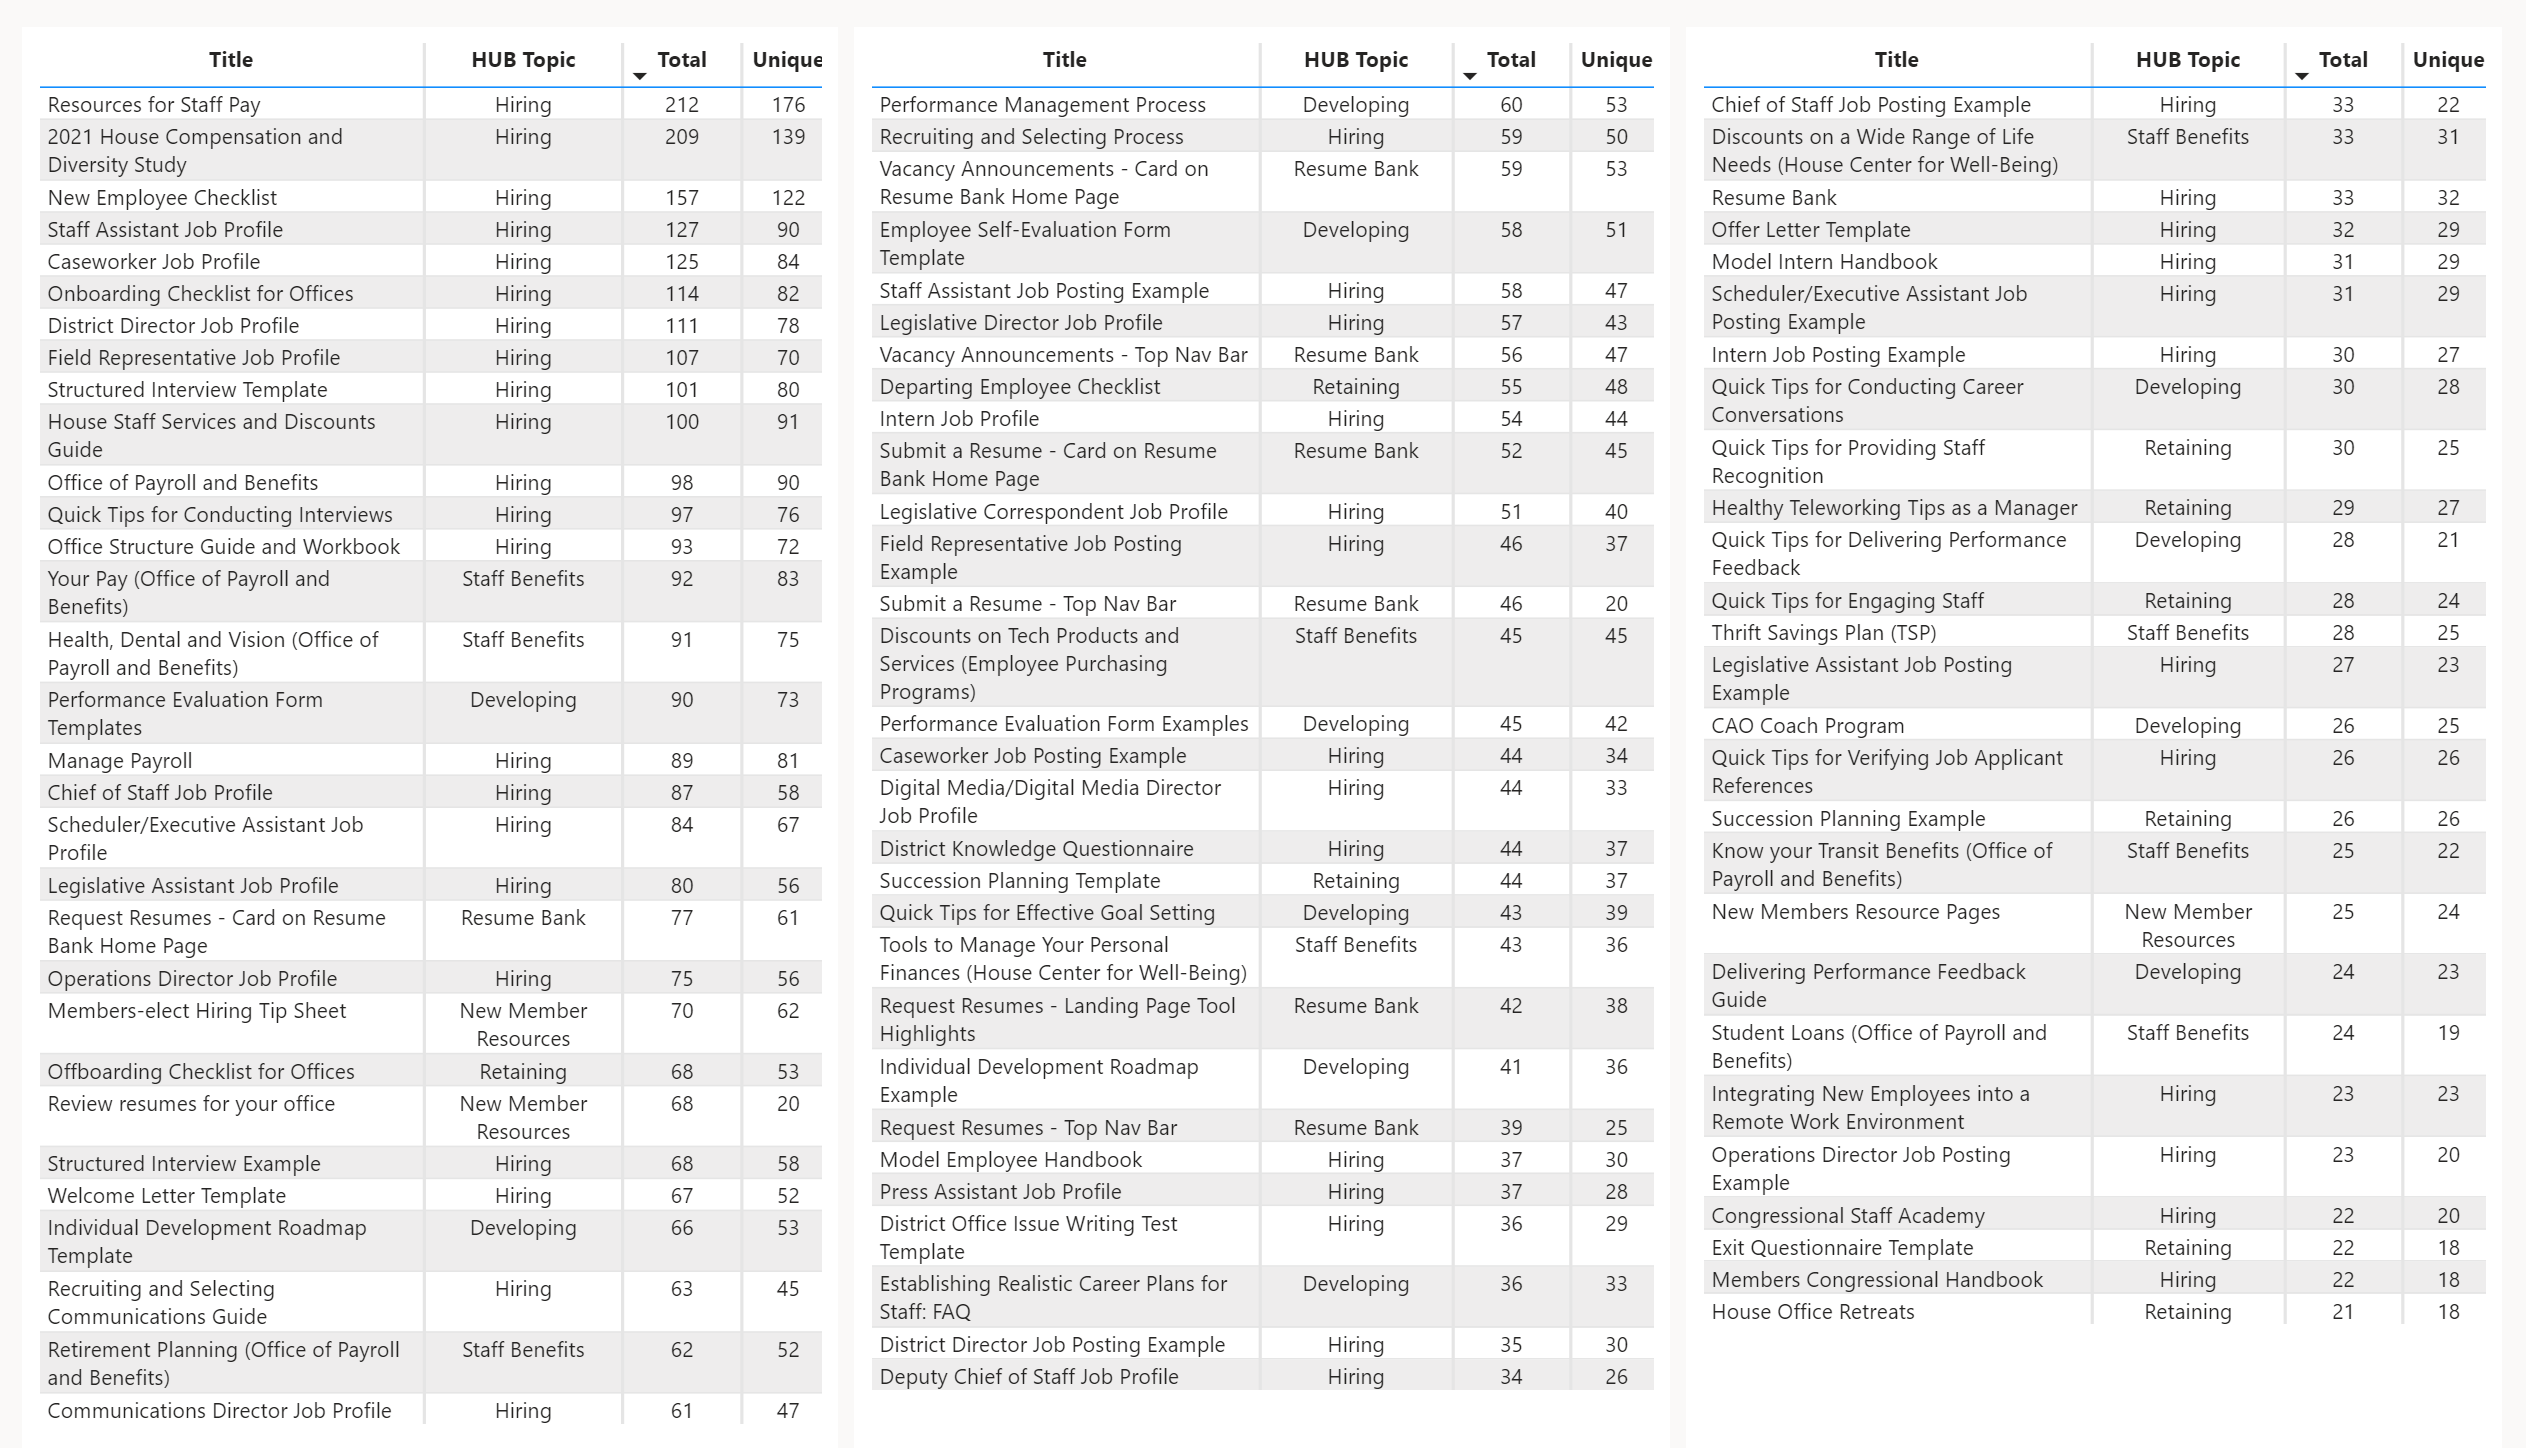 Title HUB Topic Total Unique
Resources for Staff Pay Hiring 212 176
2021 House Compensation and Hiring 209 139
Diversity Study
New Employee Checklist Hiring 157 122
Staff Assistant Job Profile Hiring 127 90
Caseworker Job Profile Hiring 125 84
Onboarding Checklist for Offices Hiring 114 82
District Director Job Profile Hiring 111 78
Field Representative Job Profile Hiring 107 70
Structured Interview Template Hiring 101 80
House Staff Services and Discounts Hiring 100 91
Guide
Office of Payroll and Benefits Hiring 98 90
Quick Tips for Conducting Interviews Hiring 97 76
Office Structure Guide and Workbook Hiring 93 72
Your Pay (Office of Payroll and Staff Benefits 92 83
Benefits)
Health, Dental and Vision (Office of Staff Benefits 91 75
Payroll and Benefits)
Performance Evaluation Form Developing 90 73
Templates
Manage Payroll Hiring 89 81
Chief of Staff Job Profile Hiring 87 58
Scheduler/Executive Assistant Job Hiring 84 67
Profile
Legislative Assistant Job Profile Hiring 80 56
Request Resumes - Card on Resume Resume Bank 77 61
Bank Home Page
Operations Director Job Profile Hiring 75 56
Members-elect Hiring Tip Sheet New Member 70 62
Resources
Offboarding Checklist for Offices Retaining 68 53
Review resumes for your office New Member 68 20
Resources
Structured Interview Example Hiring 68 58
Welcome Letter Template Hiring 67 52
Individual Development Roadmap Developing 66 53
Template
Recruiting and Selecting Hiring 63 45
Communications Guide
Retirement Planning (Office of Payroll Staff Benefits 62 52
and Benefits)
Communications Director Job Profile Hiring 61 47
Title HUB Topic Total Unique
Performance Management Process Developing 60 53
Recruiting and Selecting Process Hiring 59 50
Vacancy Announcements - Card on Resume Bank 59 53
Resume Bank Home Page
Employee Self-Evaluation Form Developing 58 51
Template
Staff Assistant Job Posting Example Hiring 58 47
Legislative Director Job Profile Hiring 57 43
Vacancy Announcements - Top Nav Bar Resume Bank 56 47
Departing Employee Checklist Retaining 55 48
Intern Job Profile Hiring 54 44
Submit a Resume - Card on Resume Resume Bank 52 45
Bank Home Page
Legislative Correspondent Job Profile Hiring 51 40
Field Representative Job Posting Hiring 46 37
Example
Submit a Resume - Top Nav Bar Resume Bank 46 20
Discounts on Tech Products and Staff Benefits 45 45
Services (Employee Purchasing
Programs)
Performance Evaluation Form Examples Developing 45 42
Caseworker Job Posting Example Hiring 44 34
Digital Media/Digital Media Director Hiring 44 33
Job Profile
District Knowledge Questionnaire Hiring 44 37
Succession Planning Template Retaining 44 37
Quick Tips for Effective Goal Setting Developing 43 39
Tools to Manage Your Personal Staff Benefits 43 36
Finances (House Center for Well-Being)
Request Resumes - Landing Page Tool Resume Bank 42 38
Highlights
Individual Development Roadmap Developing 41 36
Example
Request Resumes - Top Nav Bar Resume Bank 39 25
Model Employee Handbook Hiring 37 30
Press Assistant Job Profile Hiring 37 28
District Office Issue Writing Test Hiring 36 29
Template
Establishing Realistic Career Plans for Developing 36 33
Staff: FAQ
District Director Job Posting Example Hiring 35 30
Deputy Chief of Staff Job Profile Hiring 34 26
Title HUB Topic Total Unique
Chief of Staff Job Posting Example Hiring 33 22
Discounts on a Wide Range of Life Staff Benefits 33 31
Needs (House Center for Well-Being)
Resume Bank Hiring 33 32
Offer Letter Template Hiring 32 29
Model Intern Handbook Hiring 31 29
Scheduler/Executive Assistant Job Hiring 31 29
Posting Example
Intern Job Posting Example Hiring 30 27
Quick Tips for Conducting Career Developing 30 28
Conversations
Quick Tips for Providing Staff Retaining 30 25
Recognition
Healthy Teleworking Tips as a Manager Retaining 29 27
Quick Tips for Delivering Performance Developing 28 21
Feedback
Quick Tips for Engaging Staff Retaining 28 24
Thrift Savings Plan (TSP) Staff Benefits 28 25
Legislative Assistant Job Posting Hiring 27 23
Example
CAO Coach Program Developing 26 25
Quick Tips for Verifying Job Applicant Hiring 26 26
References
Succession Planning Example Retaining 26 26
Know your Transit Benefits (Office of Staff Benefits 25 22
Payroll and Benefits)
New Members Resource Pages New Member 25 24
Resources
Delivering Performance Feedback Developing 24 23
Guide
Student Loans (Office of Payroll and Staff Benefits 24 19
Benefits)
Integrating New Employees into a Hiring 23 23
Remote Work Environment
Operations Director Job Posting Hiring 23 20
Example
Congressional Staff Academy Hiring 22 20
Exit Questionnaire Template Retaining 22 18
Members Congressional Handbook Hiring 22 18
House Office Retreats Retaining 21 18